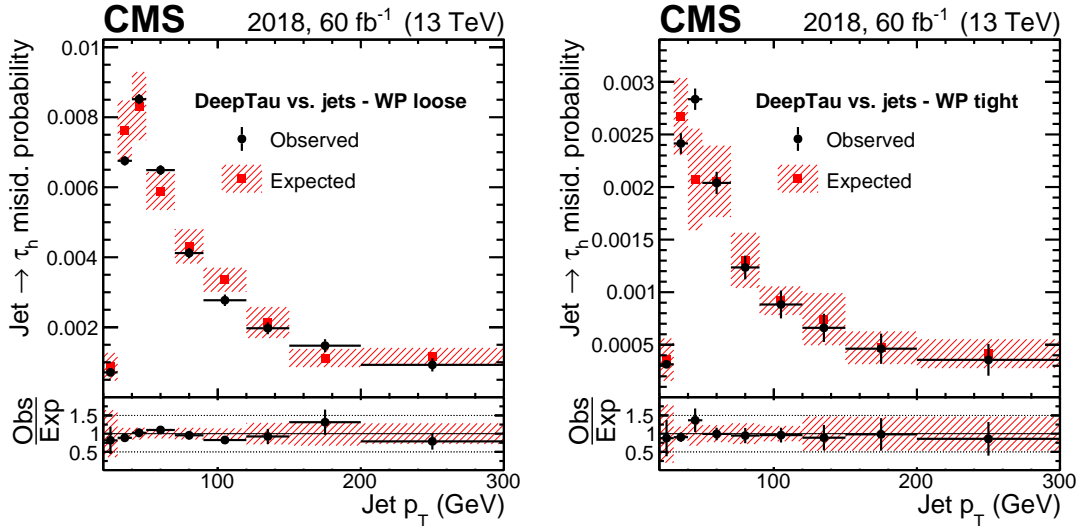 CMS 2018, 60 fb⁻¹ (13 TeV)
Jet → τh misid. probability
0.01
0.008
0.006
0.004
0.002
DeepTau vs. jets - WP loose
Observed
Expected
Obs
Exp
1.5
1
0.5
100 200 300
Jet pT (GeV)
CMS 2018, 60 fb⁻¹ (13 TeV)
Jet → τh misid. probability
0.003
0.0025
0.002
0.0015
0.001
0.0005
DeepTau vs. jets - WP tight
Observed
Expected
Obs
Exp
1.5
1
0.5
100 200 300
Jet pT (GeV)